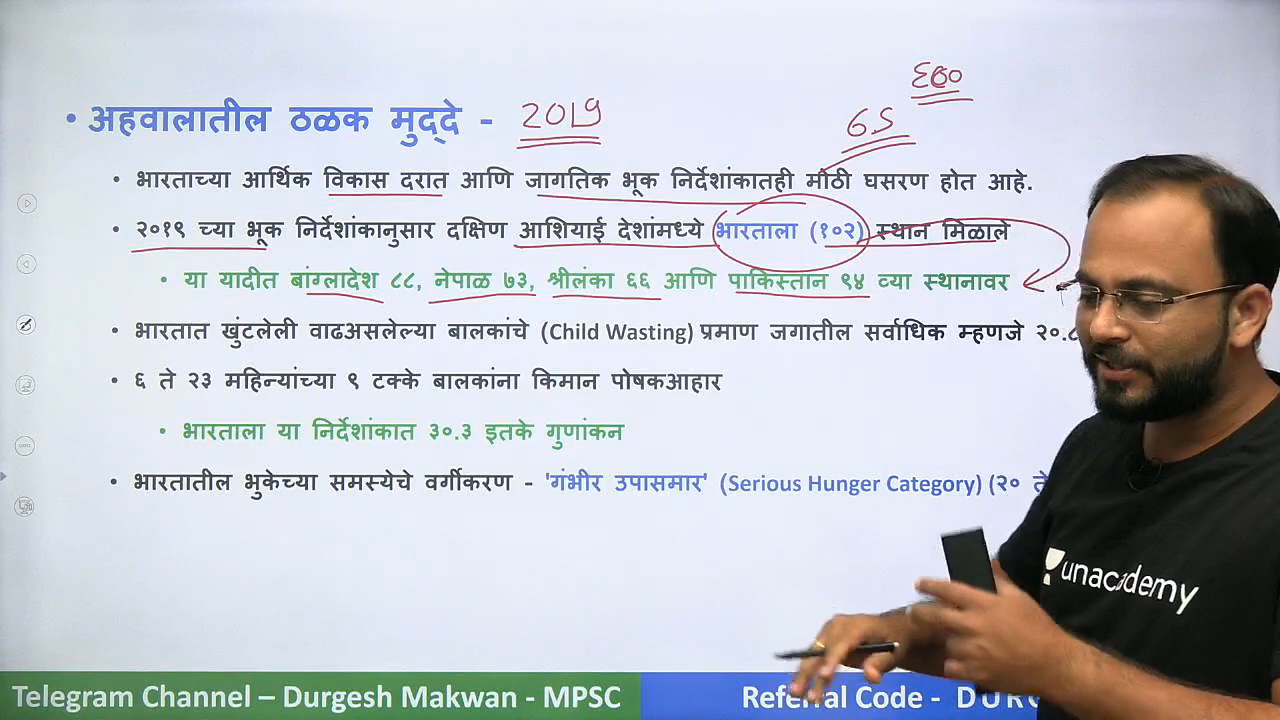 ६००
65
• अहवालातील ठळक मुद्दे - 2019
• भारताच्या आर्थिक विकास दरात आणि जागतिक भूक निर्देशांकातही मोठी घसरण होत आहे.
• २०१९ च्या भूक निर्देशांकानुसार दक्षिण आशियाई देशांमध्ये भारताला (१०२) स्थान मिळाले
• या यादीत बांग्लादेश ८८, नेपाळ ७३, श्रीलंका ६६ आणि पाकिस्तान ९४ व्या स्थानावर
• भारतात खुंटलेली वाढअसलेल्या बालकांचे (Child Wasting) प्रमाण जगातील सर्वाधिक म्हणजे २०.८
• ६ ते २३ महिन्यांच्या ९ टक्के बालकांना किमान पोषकआहार
• भारताला या निर्देशांकात ३०.३ इतके गुणांकन
• भारतातील भुकेच्या समस्येचे वर्गीकरण - 'गंभीर उपासमार' (Serious Hunger Category) (२० ते
unacademy
Telegram Channel – Durgesh Makwan - MPSC
Referral Code -